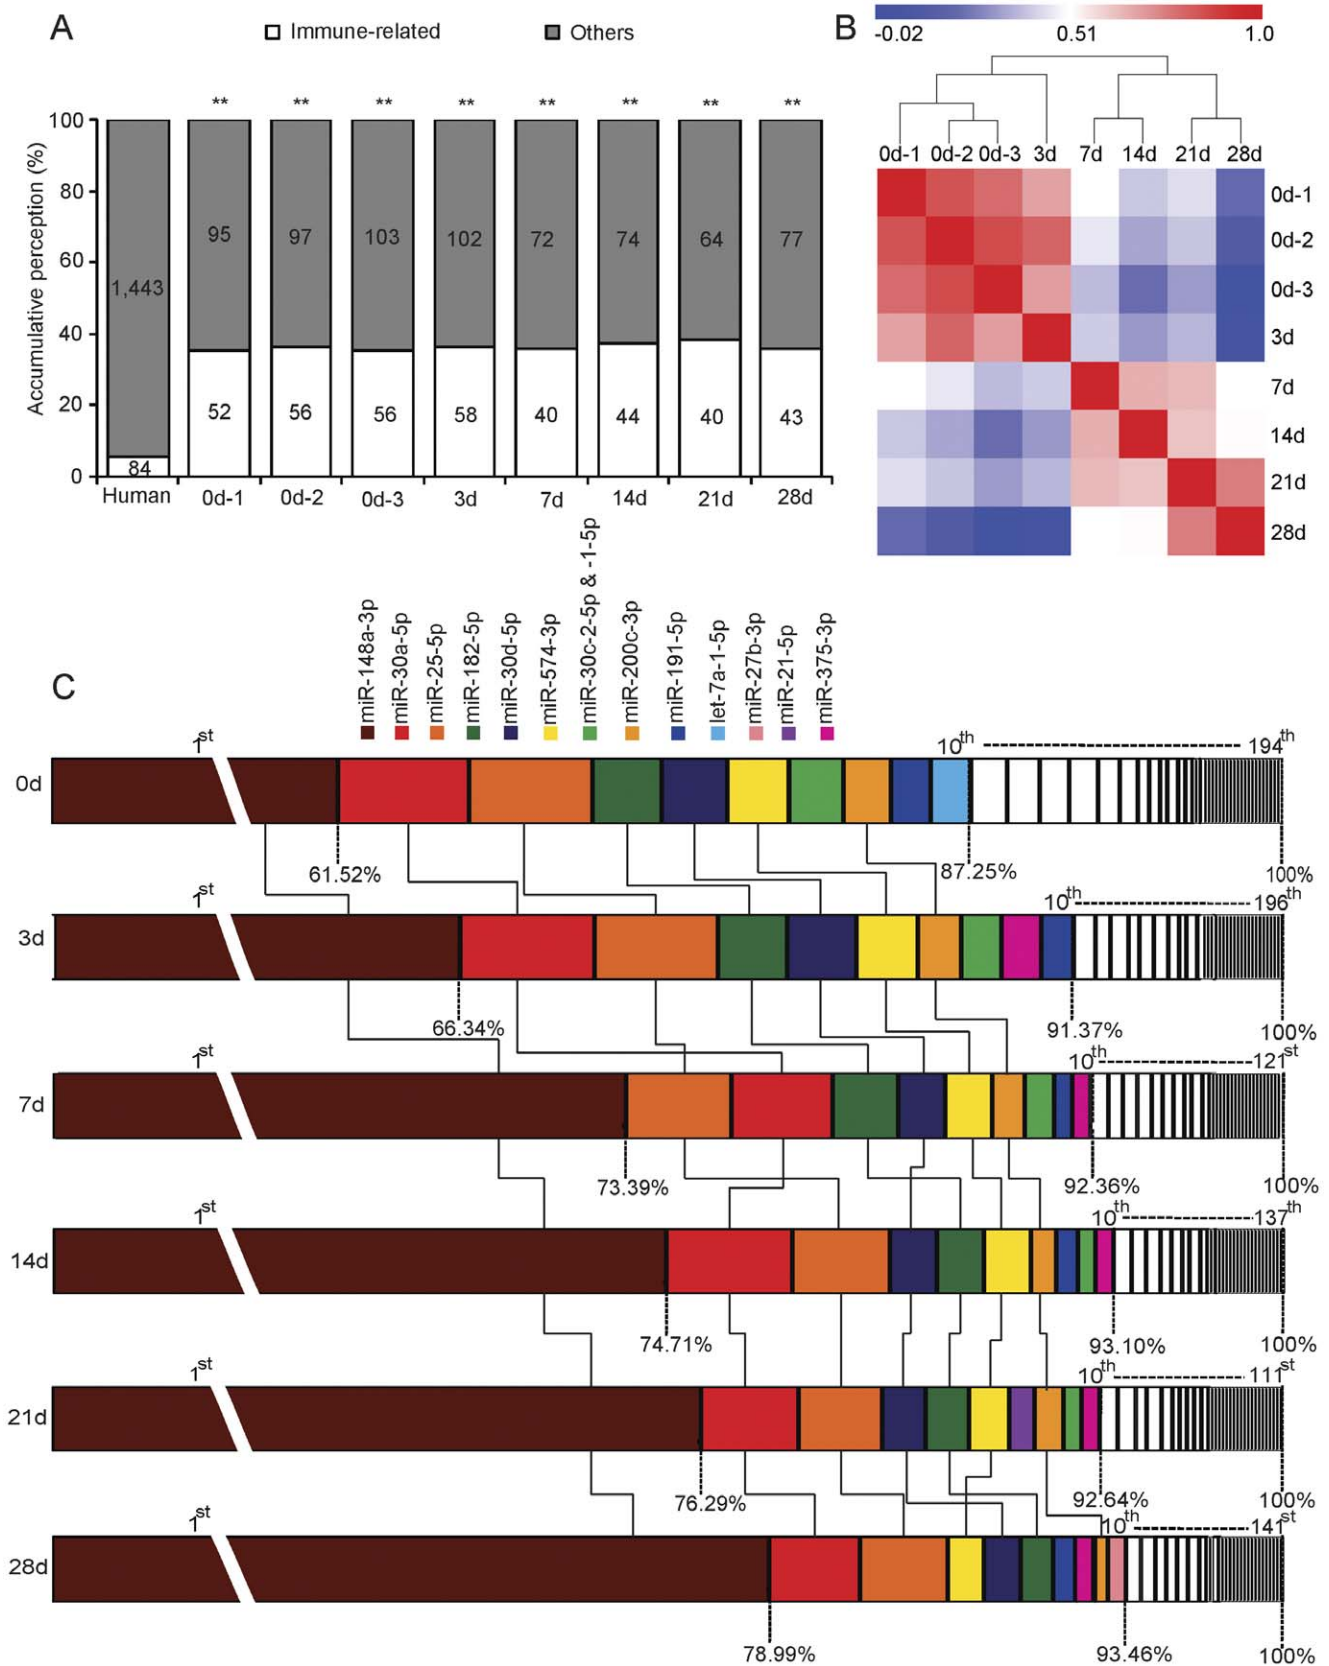 A
Immune-related
Others
Accumulative perception (%)
100
80
60
40
20
0
** ** ** ** ** ** ** **
1,443
95
97
103
102
72
74
64
77
84
52
56
56
58
40
44
40
43
Human
0d-1
0d-2
0d-3
3d
7d
14d
21d
28d
B
-0.02
0.51
1.0
0d-1 0d-2 0d-3 3d 7d 14d 21d 28d
0d-1
0d-2
0d-3
3d
7d
14d
21d
28d
C
miR-148a-3p
miR-30a-5p
miR-25-5p
miR-182-5p
miR-30d-5p
miR-574-3p
miR-30c-2-5p & -1-5p
miR-200c-3p
miR-191-5p
let-7a-1-5p
miR-27b-3p
miR-21-5p
miR-375-3p
1st 10th 194th
0d
61.52% 87.25% 100%
1st 10th 196th
3d
66.34% 91.37% 100%
1st 10th 121st
7d
73.39% 92.36% 100%
1st 10th 137th
14d
74.71% 93.10% 100%
1st 10th 111st
21d
76.29% 92.64% 100%
1st 10th 141st
28d
78.99% 93.46% 100%